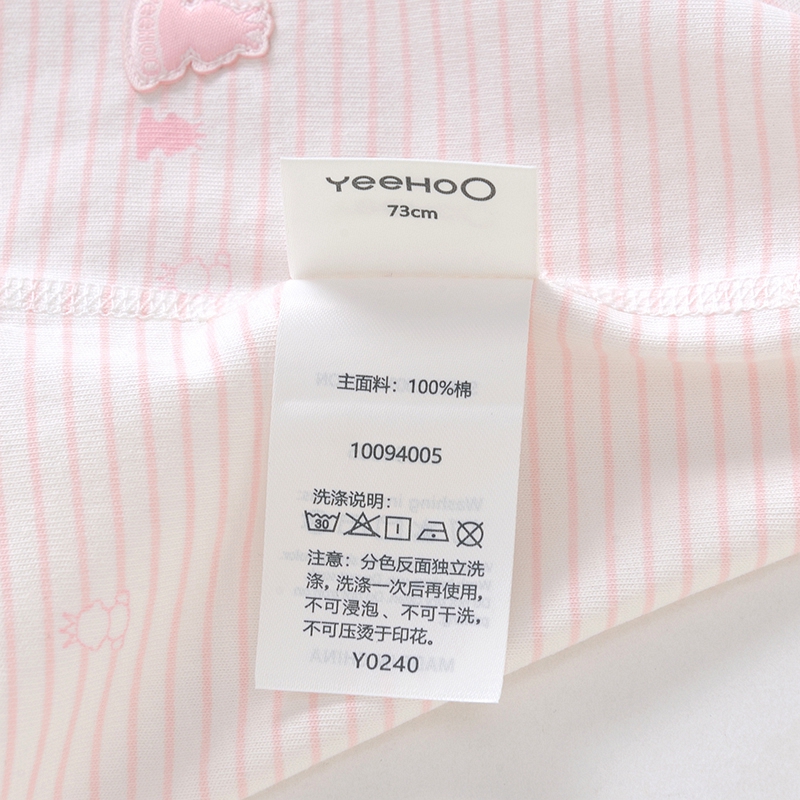 YeeHoO
YeeHoO
73cm
主面料：100%棉
10094005
洗涤说明：
30
注意：分色反面独立洗
涤，洗涤一次后再使用，
不可浸泡、不可干洗，
不可压烫于印花。
Y0240